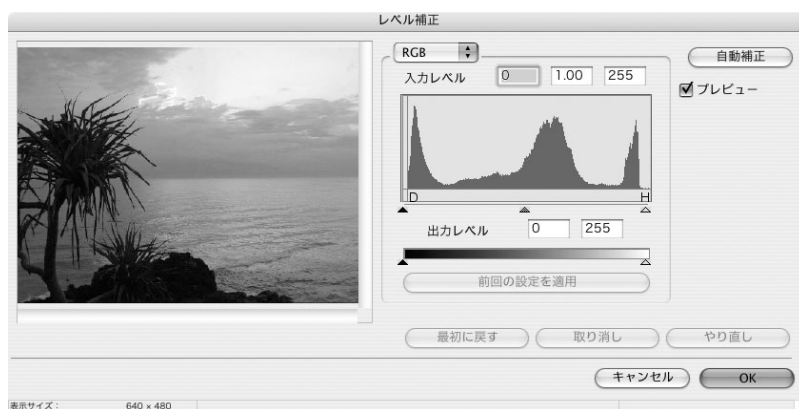 レベル補正
RGB
自動補正
入力レベル 0 1.00 255
プレビュー
D H
出力レベル 0 255
前回の設定を適用
最初に戻す 取り消し やり直し
キャンセル OK
表示サイズ： 640 × 480